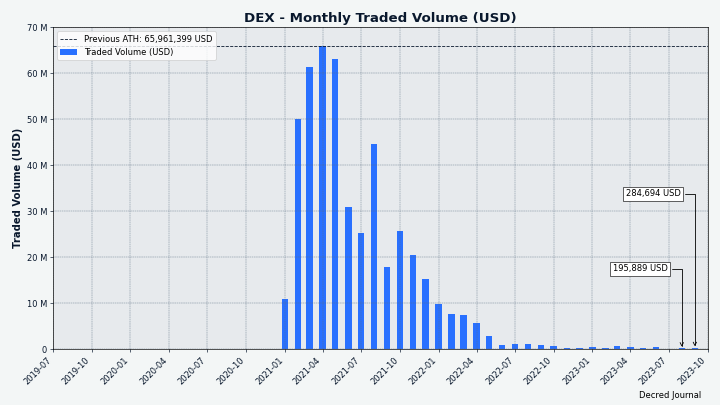 DEX - Monthly Traded Volume (USD)
Previous ATH: 65,961,399 USD
Traded Volume (USD)
Traded Volume (USD)
70 M
60 M
50 M
40 M
30 M
20 M
10 M
0
284,694 USD
195,889 USD
2019-07
2019-10
2020-01
2020-04
2020-07
2020-10
2021-01
2021-04
2021-07
2021-10
2022-01
2022-04
2022-07
2022-10
2023-01
2023-04
2023-07
2023-10
Decred Journal